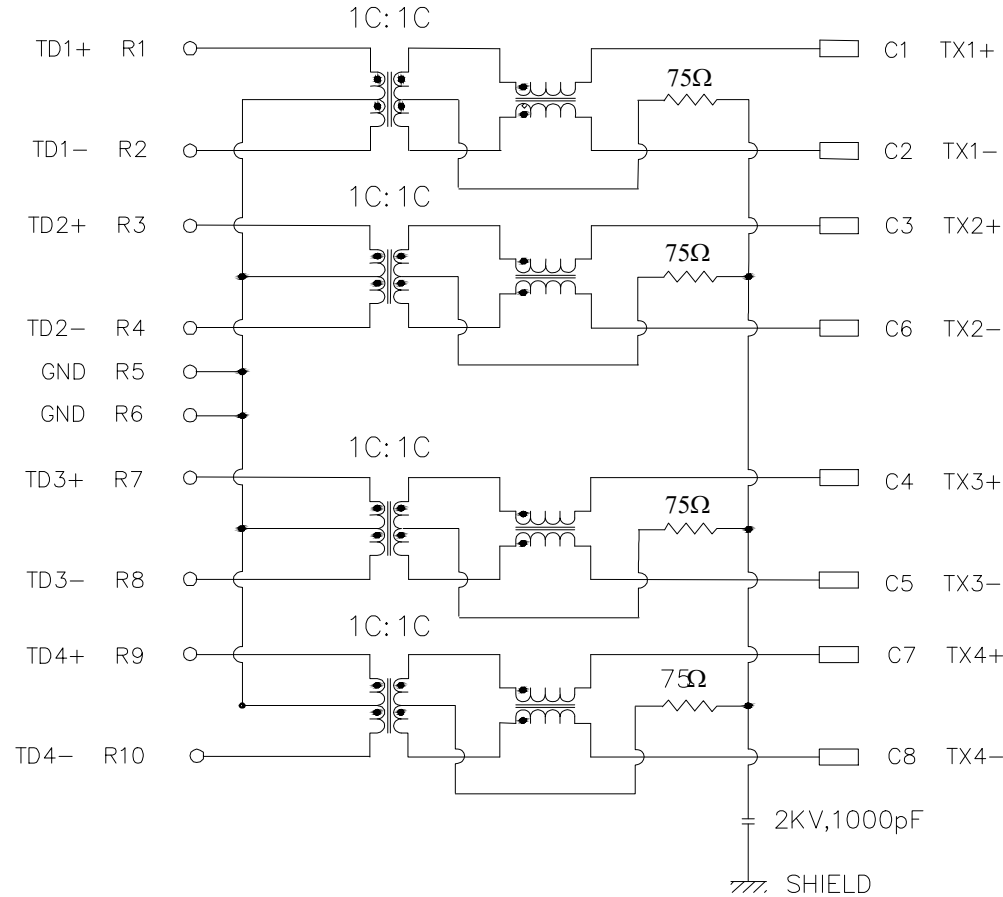 1C:1C
TD1+ R1 C1 TX1+
75Ω
TD1- R2 C2 TX1-
1C:1C
TD2+ R3 C3 TX2+
75Ω
TD2- R4 C6 TX2-
GND R5
GND R6
1C:1C
TD3+ R7 C4 TX3+
75Ω
TD3- R8 C5 TX3-
1C:1C
TD4+ R9 C7 TX4+
75Ω
TD4- R10 C8 TX4-
2KV,1000pF
SHIELD